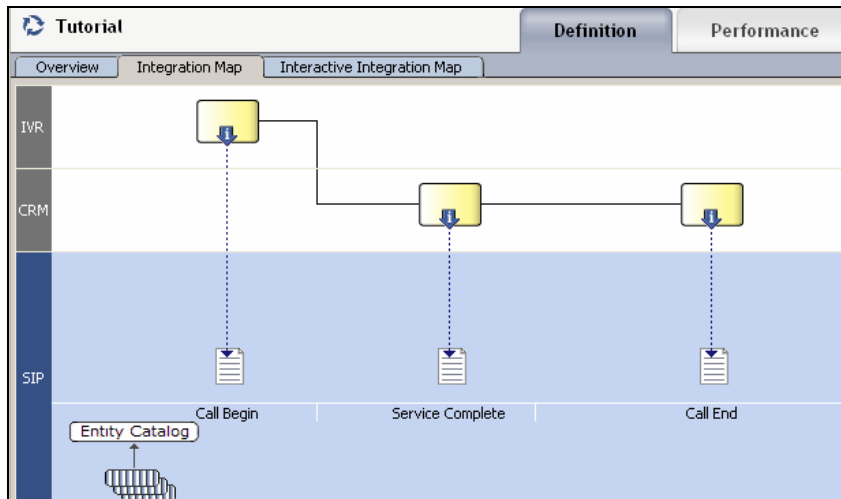 Tutorial
Definition
Performance
Overview
Integration Map
Interactive Integration Map
IVR
CRM
SIP
Call Begin
Service Complete
Call End
Entity Catalog